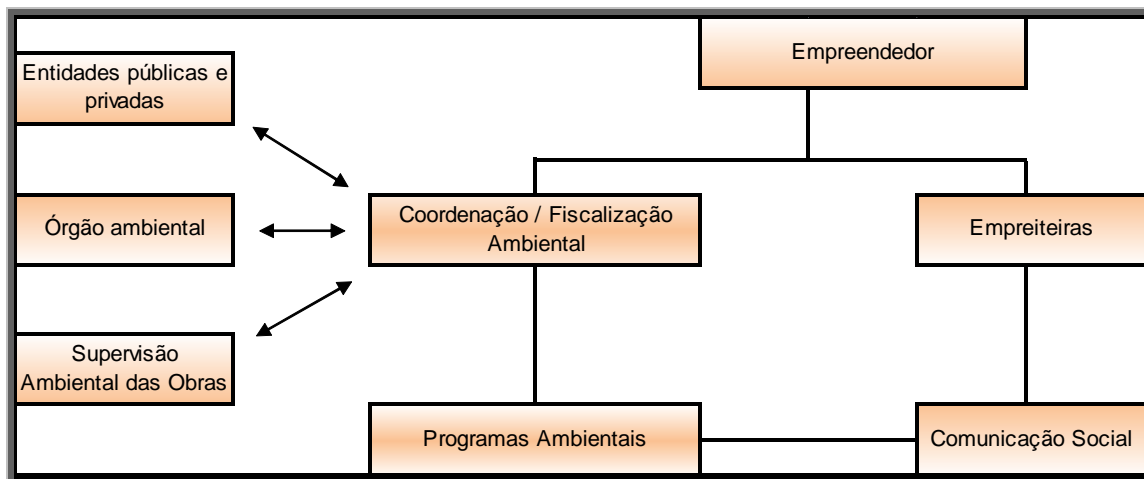 Empreendedor
Entidades públicas e
privadas
Órgão ambiental
Coordenação / Fiscalização
Ambiental
Empreiteiras
Supervisão
Ambiental das Obras
Programas Ambientais
Comunicação Social